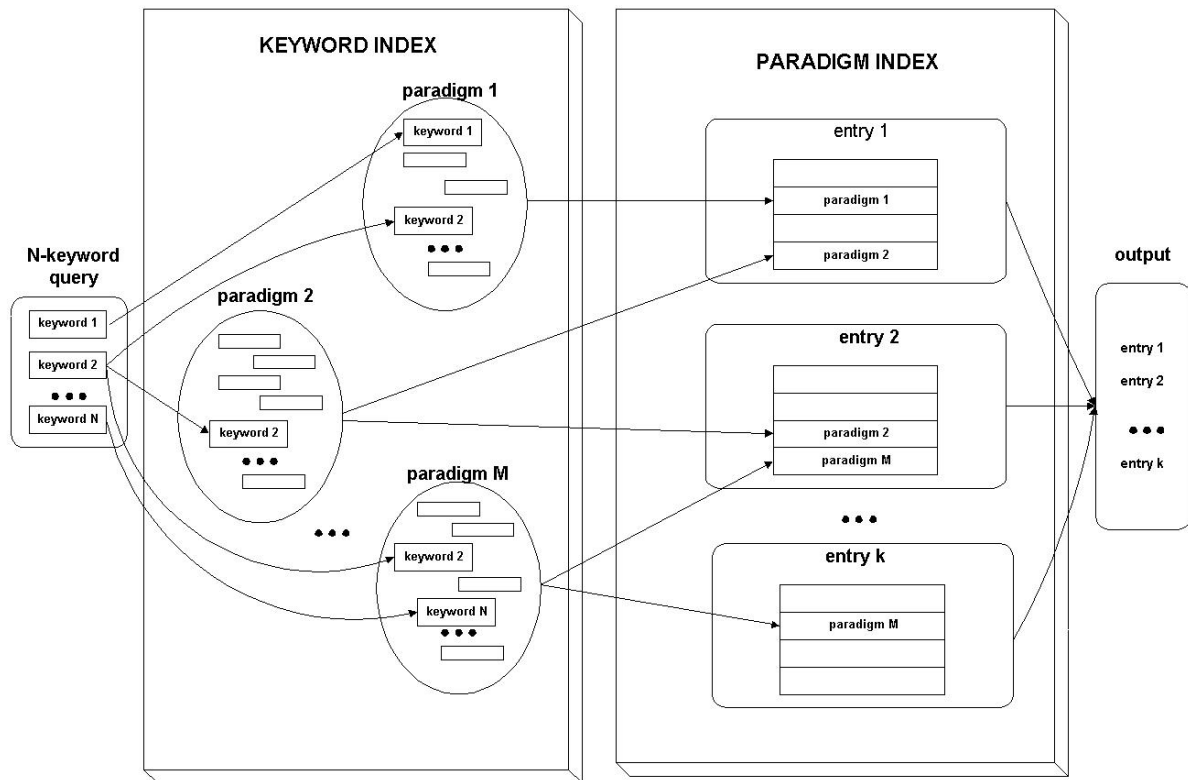 KEYWORD INDEX
PARADIGM INDEX
paradigm 1
keyword 1
keyword 2
N-keyword
query
keyword 1
keyword 2
keyword N
paradigm 2
keyword 2
paradigm M
keyword 2
keyword N
entry 1
paradigm 1
paradigm 2
entry 2
paradigm 2
paradigm M
entry k
paradigm M
output
entry 1
entry 2
entry k